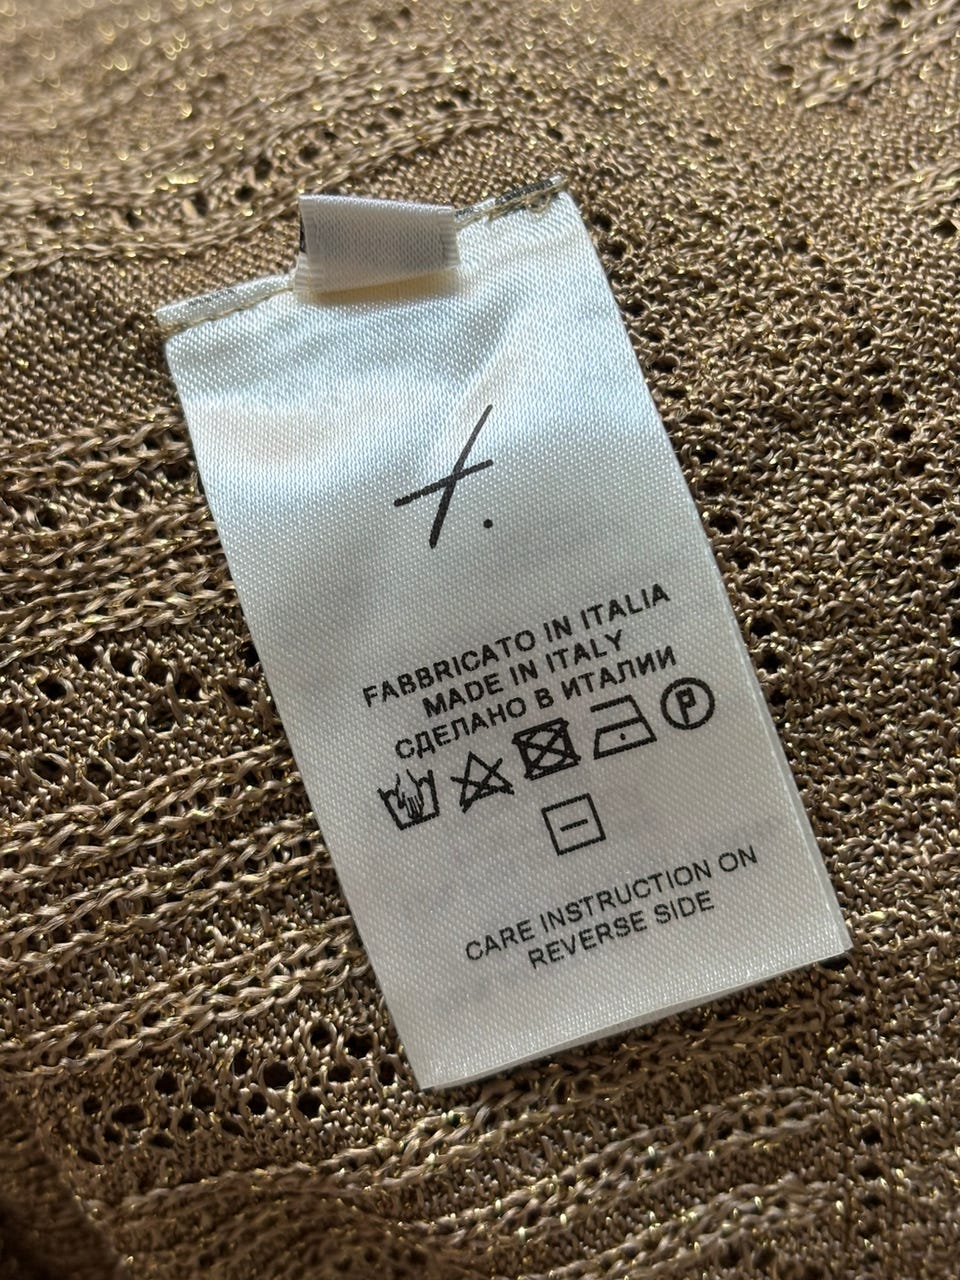 t.
FABBRICATO IN ITALIA
MADE IN ITALY
СДЕЛАНО В ИТАЛИИ
P
CARE INSTRUCTION ON
REVERSE SIDE